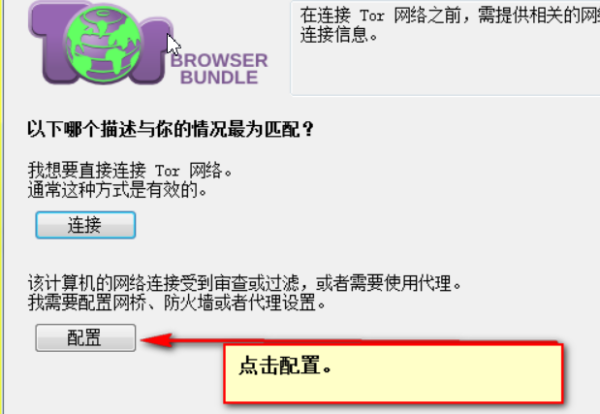 在连接 Tor 网络之前，需提供相关的网
连接信息。
Tor
BROWSER
BUNDLE
以下哪个描述与你的情况最为匹配？
我想要直接连接 Tor 网络。
通常这种方式是有效的。
连接
该计算机的网络连接受到审查或过滤，或者需要使用代理。
我需要配置网桥、防火墙或者代理设置。
配置
点击配置。